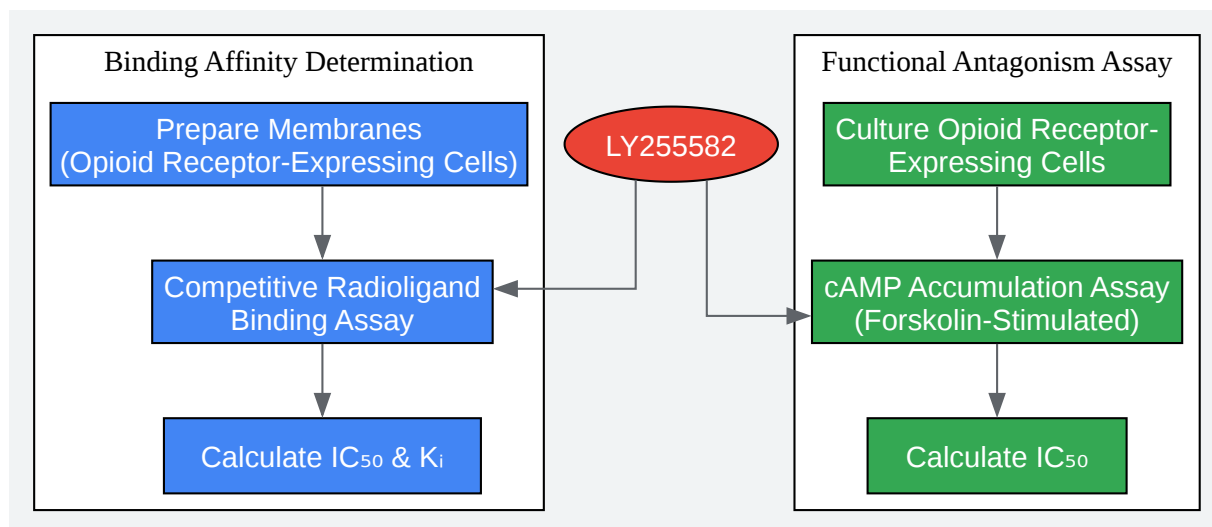 Binding Affinity Determination
Prepare Membranes
(Opioid Receptor-Expressing Cells)
Competitive Radioligand
Binding Assay
Calculate IC₅₀ & Kᵢ
LY255582
Functional Antagonism Assay
Culture Opioid Receptor-
Expressing Cells
cAMP Accumulation Assay
(Forskolin-Stimulated)
Calculate IC₅₀